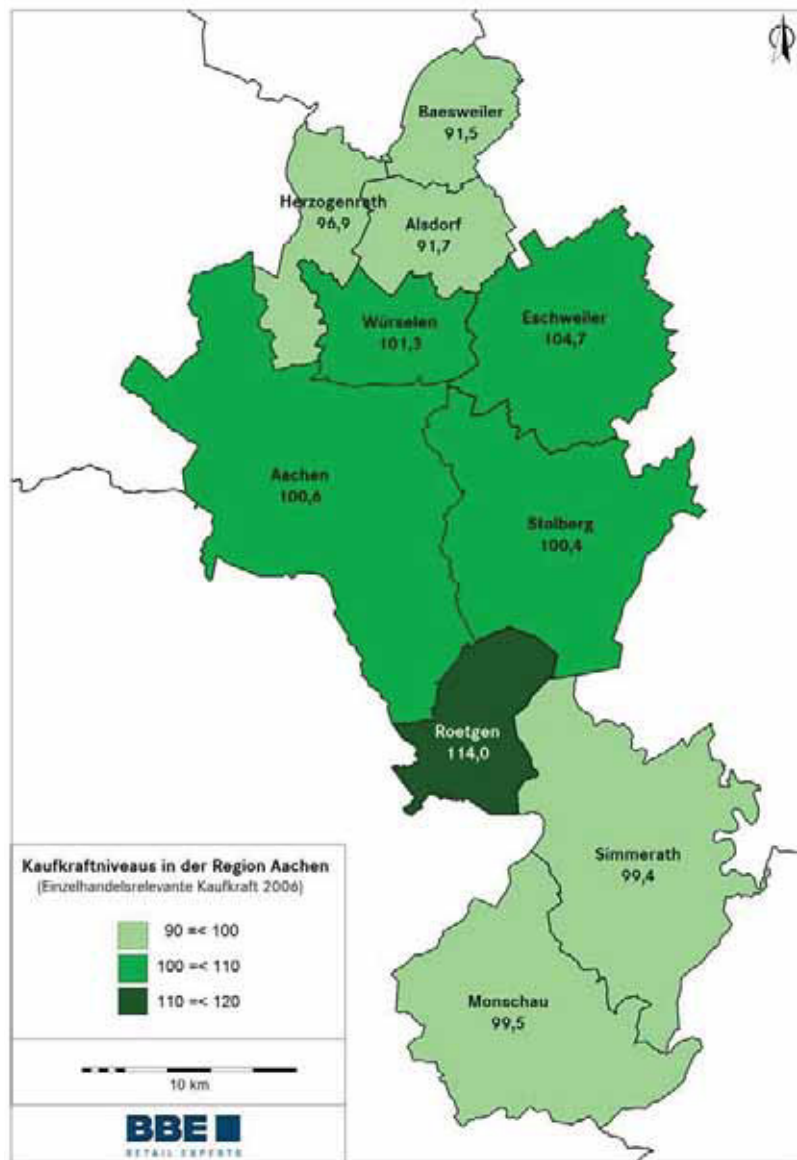 Baesweiler
91,5
Herzogenrath
96,9
Alsdorf
91,7
Würselen
101,3
Eschweiler
104,7
Aachen
100,6
Stolberg
100,4
Roetgen
114,0
Simmerath
99,4
Monschau
99,5
Kaufkraftniveaus in der Region Aachen
(Einzelhandelsrelevante Kaufkraft 2006)
90 =< 100
100 =< 110
110 =< 120
10 km
BBE
RETAIL EXPERTS